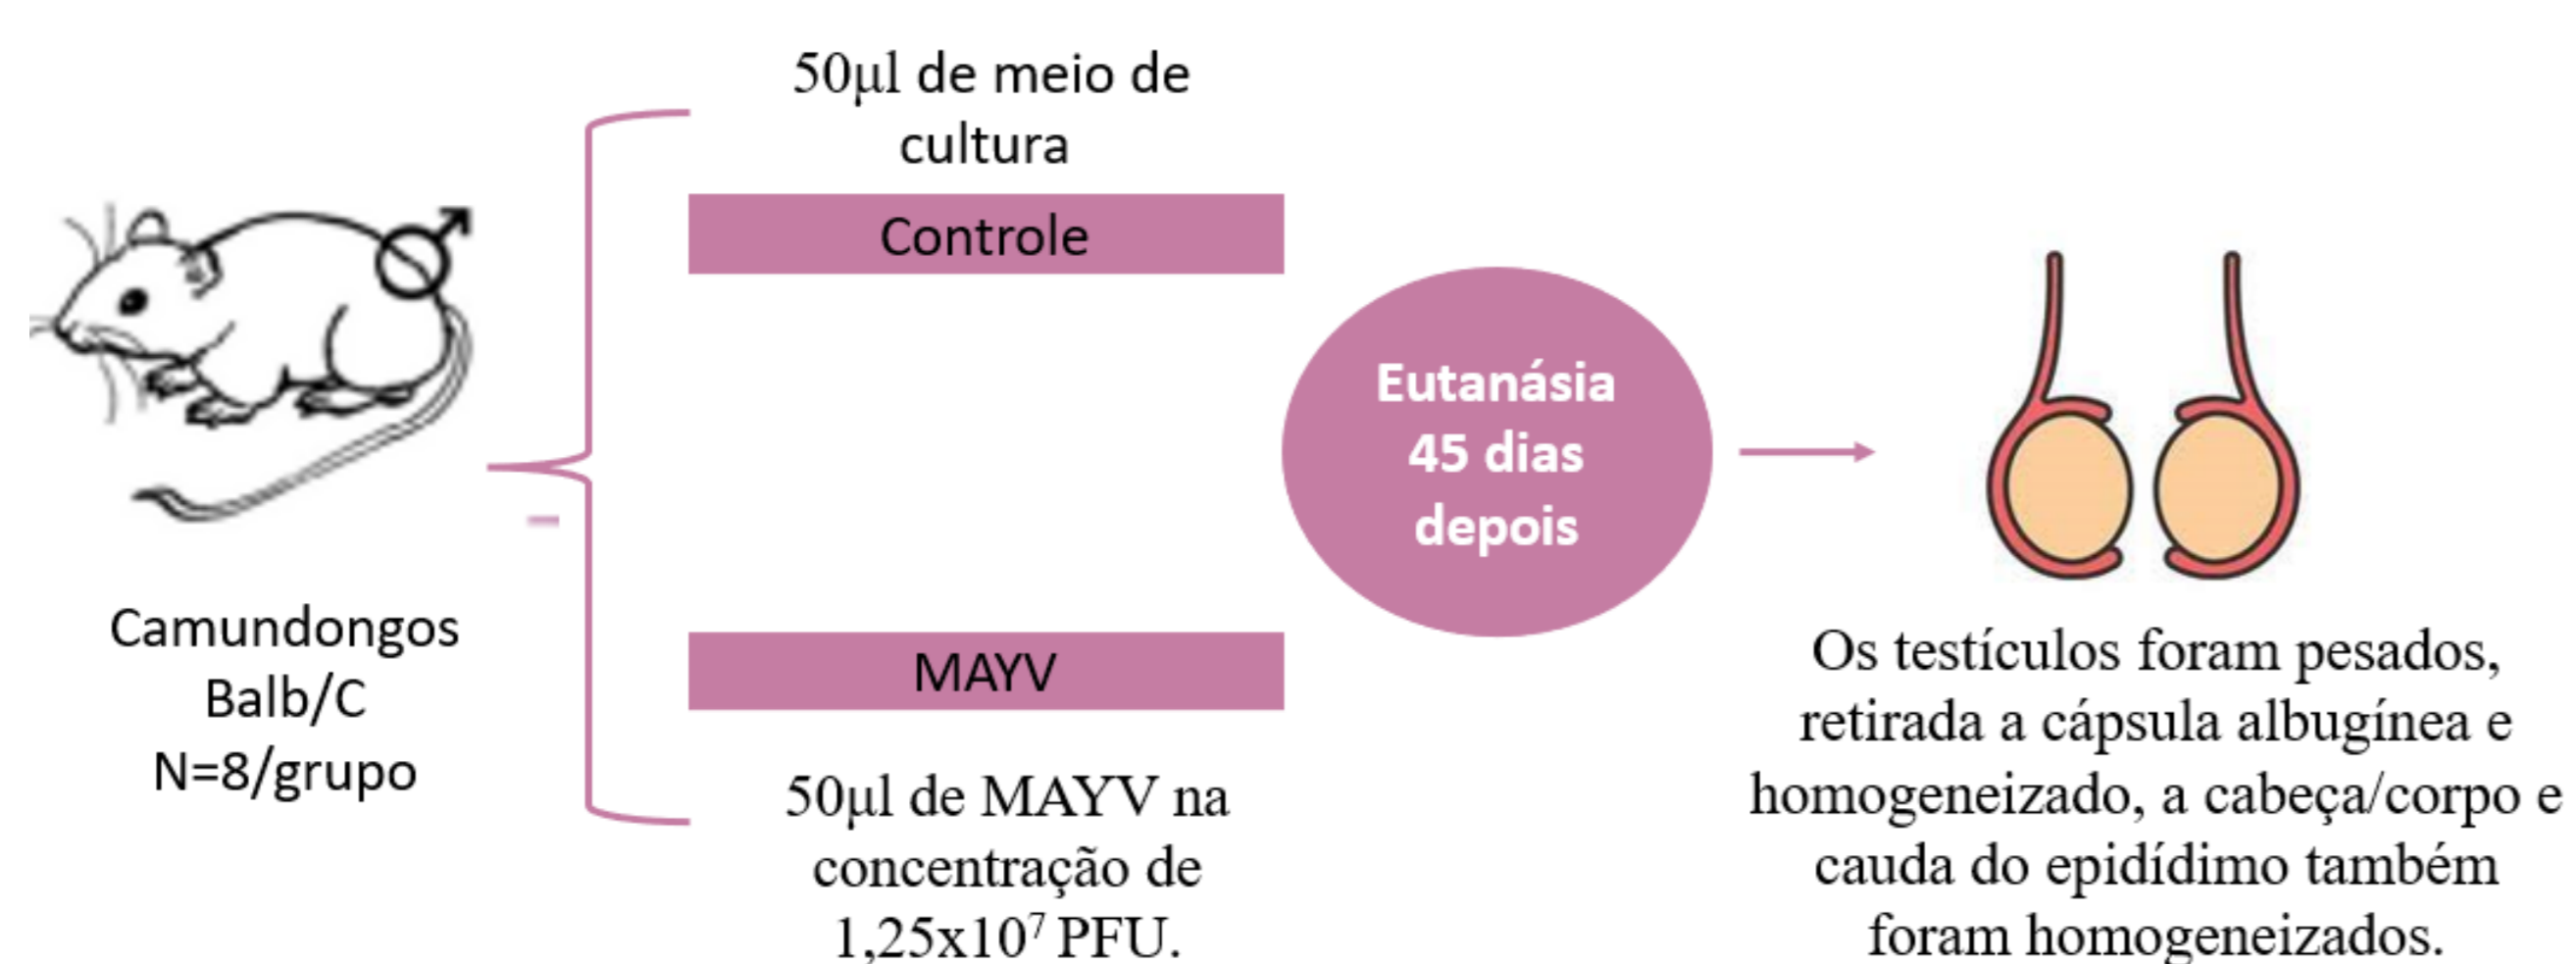 50µl de meio de
cultura
Controle
Camundongos
Balb/C
N=8/grupo
MAYV
50µl de MAYV na
concentração de
1,25x10⁷ PFU.
Eutanásia
45 dias
depois
Os testículos foram pesados,
retirada a cápsula albugínea e
homogeneizado, a cabeça/corpo e
cauda do epidídimo também
foram homogeneizados.